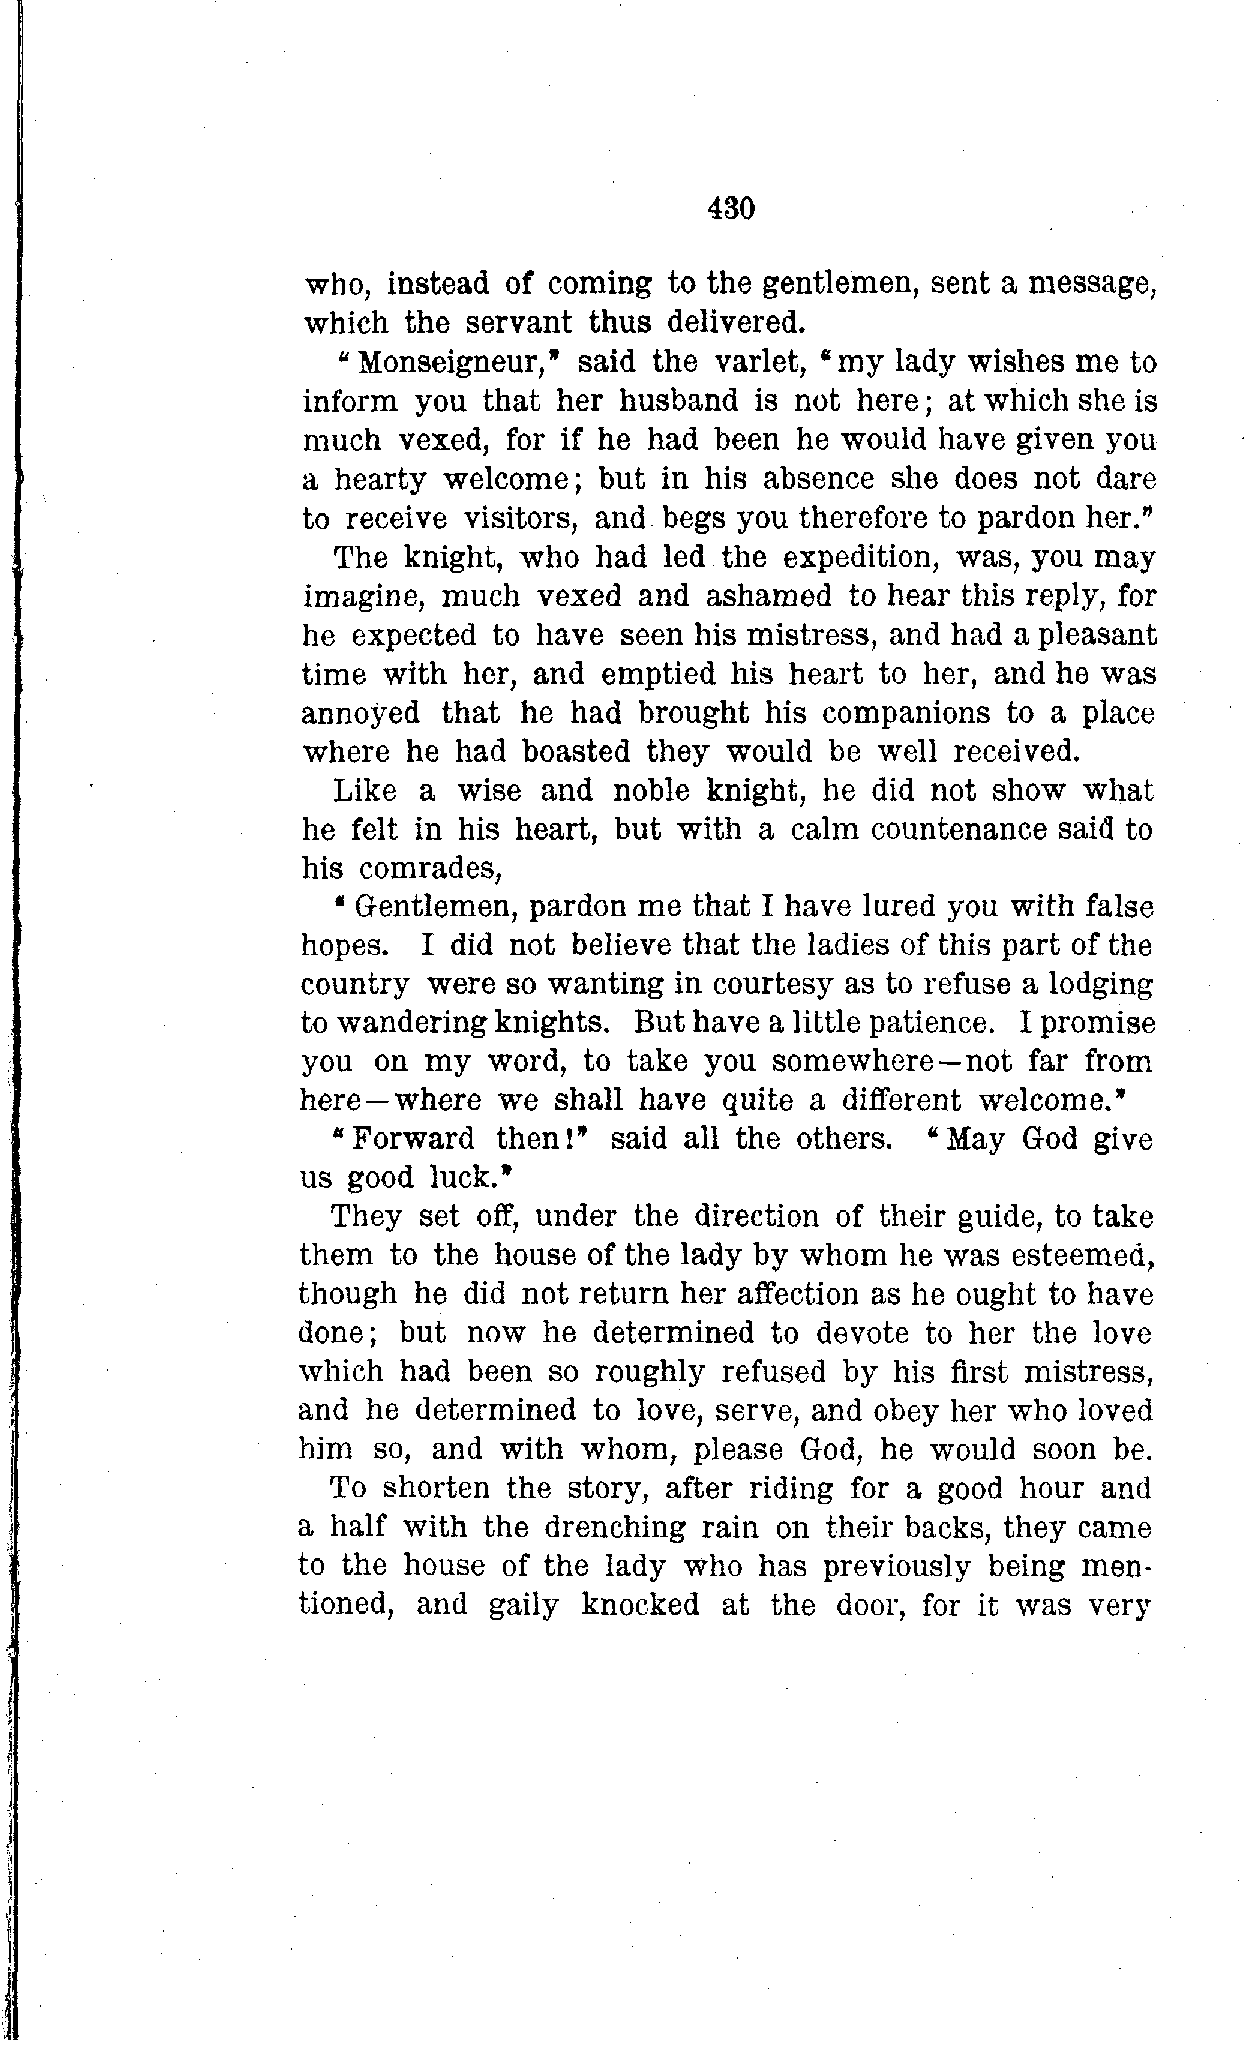 430
who, instead of coming to the gentlemen, sent a message,
which the servant thus delivered.
"Monseigneur," said the varlet, "my lady wishes me to
inform you that her husband is not here; at which she is
much vexed, for if he had been he would have given you
a hearty welcome; but in his absence she does not dare
to receive visitors, and begs you therefore to pardon her."
The knight, who had led the expedition, was, you may
imagine, much vexed and ashamed to hear this reply, for
he expected to have seen his mistress, and had a pleasant
time with her, and emptied his heart to her, and he was
annoyed that he had brought his companions to a place
where he had boasted they would be well received.
Like a wise and noble knight, he did not show what
he felt in his heart, but with a calm countenance said to
his comrades,
"Gentlemen, pardon me that I have lured you with false
hopes. I did not believe that the ladies of this part of the
country were so wanting in courtesy as to refuse a lodging
to wandering knights. But have a little patience. I promise
you on my word, to take you somewhere—not far from
here—where we shall have quite a different welcome."
"Forward then!" said all the others. "May God give
us good luck."
They set off, under the direction of their guide, to take
them to the house of the lady by whom he was esteemed,
though he did not return her affection as he ought to have
done; but now he determined to devote to her the love
which had been so roughly refused by his first mistress,
and he determined to love, serve, and obey her who loved
him so, and with whom, please God, he would soon be.
To shorten the story, after riding for a good hour and
a half with the drenching rain on their backs, they came
to the house of the lady who has previously being men-
tioned, and gaily knocked at the door, for it was very